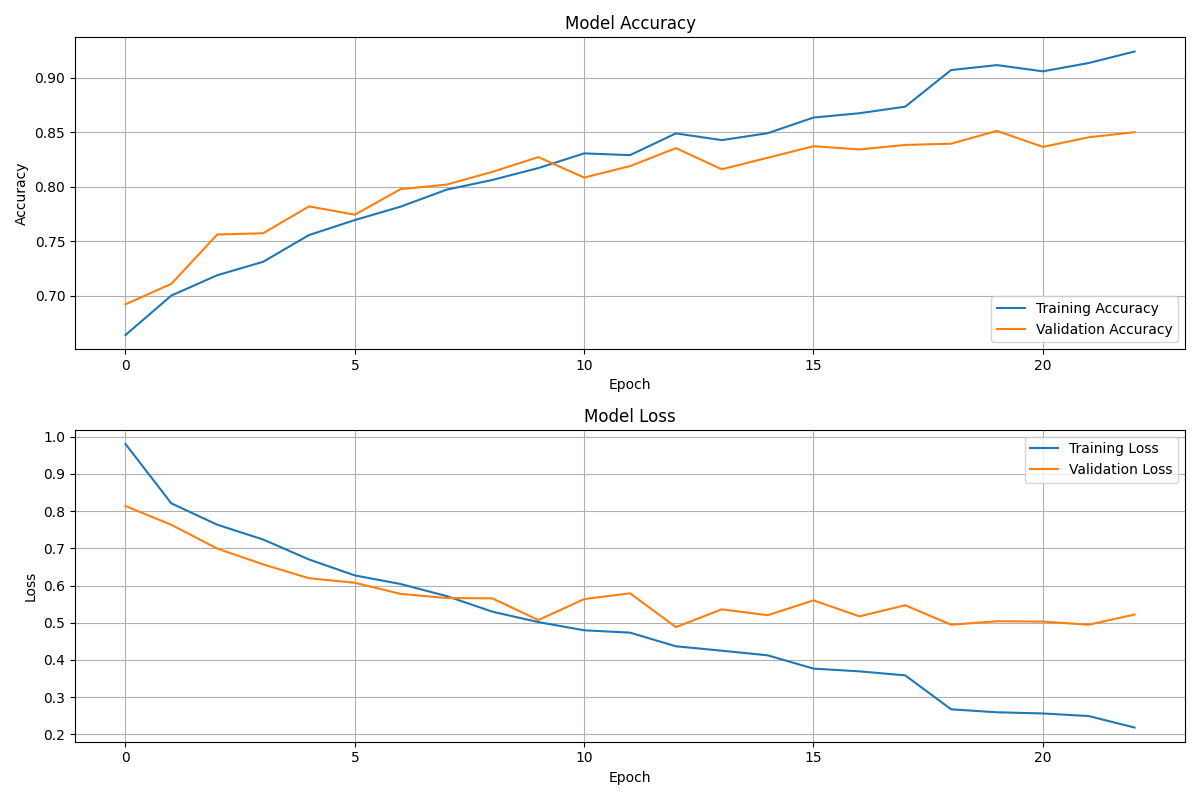 Model Accuracy
0.90
0.85
0.80
0.75
0.70
Accuracy
Training Accuracy
Validation Accuracy
0 5 10 15 20
Epoch
Model Loss
1.0
0.9
0.8
0.7
0.6
0.5
0.4
0.3
0.2
Loss
Training Loss
Validation Loss
0 5 10 15 20
Epoch